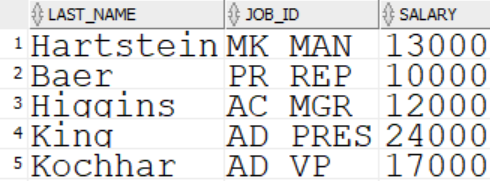 LAST_NAME JOB_ID SALARY
1 Hartstein MK MAN 13000
2 Baer PR REP 10000
3 Higgins AC MGR 12000
4 King AD PRES 24000
5 Kochhar AD VP 17000